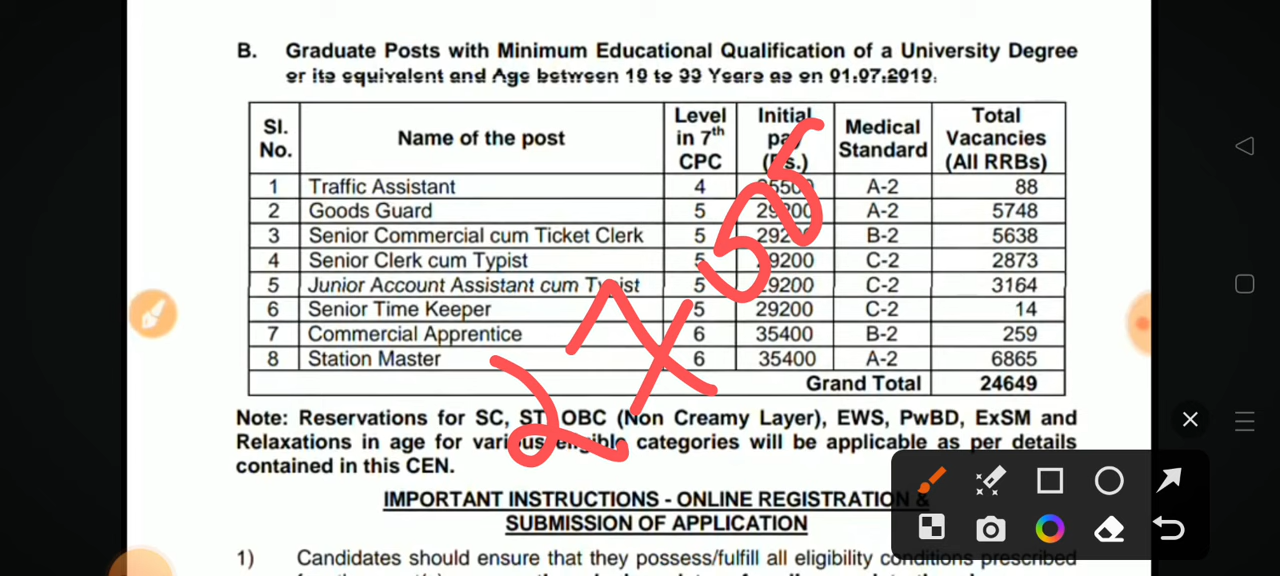 B. Graduate Posts with Minimum Educational Qualification of a University Degree
or its equivalent and Age between 18 to 33 Years as on 01.07.2019.
Sl. No. Name of the post Level in 7th CPC Initial pay (Rs.) Medical Standard Total Vacancies (All RRBs)
1 Traffic Assistant 4 25500 A-2 88
2 Goods Guard 5 29200 A-2 5748
3 Senior Commercial cum Ticket Clerk 5 29200 B-2 5638
4 Senior Clerk cum Typist 5 29200 C-2 2873
5 Junior Account Assistant cum Typist 5 29200 C-2 3164
6 Senior Time Keeper 5 29200 C-2 14
7 Commercial Apprentice 6 35400 B-2 259
8 Station Master 6 35400 A-2 6865
Grand Total 24649
Note: Reservations for SC, ST, OBC (Non Creamy Layer), EWS, PwBD, ExSM and
Relaxations in age for various eligible categories will be applicable as per details
contained in this CEN.
IMPORTANT INSTRUCTIONS - ONLINE REGISTRATION &
SUBMISSION OF APPLICATION
1) Candidates should ensure that they possess/fulfill all eligibility conditions prescribed